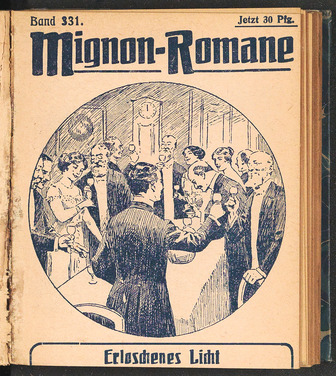 Band 331.
Jetzt 30 Pfg.
Mignon-Romane
Erloschenes Licht